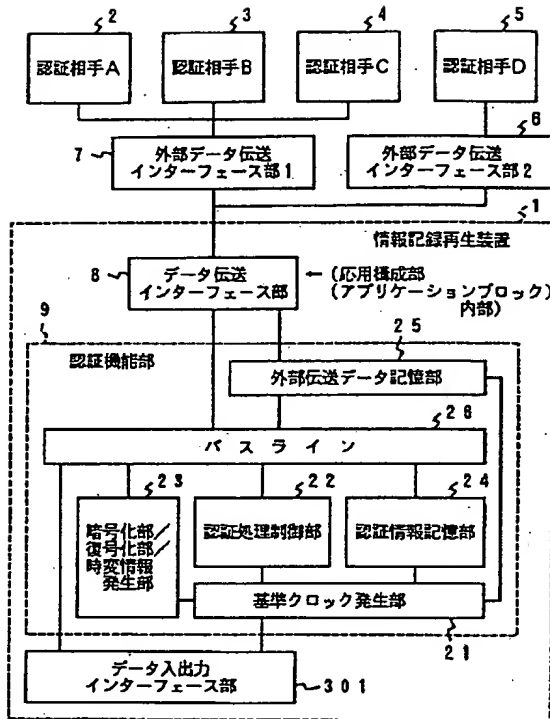 2
3
4
5
認証相手A
認証相手B
認証相手C
認証相手D
6
7
外部データ伝送
インターフェース部1
外部データ伝送
インターフェース部2
1
情報記録再生装置
8
データ伝送
インターフェース部
←(応用構成部
(アプリケーションブロック)
内部)
9
認証機能部
25
外部伝送データ記憶部
26
バスライン
23
22
24
暗号化部/
復号化部/
時変情報
発生部
認証処理制御部
認証情報記憶部
基準クロック発生部
21
データ入出力
インターフェース部
301